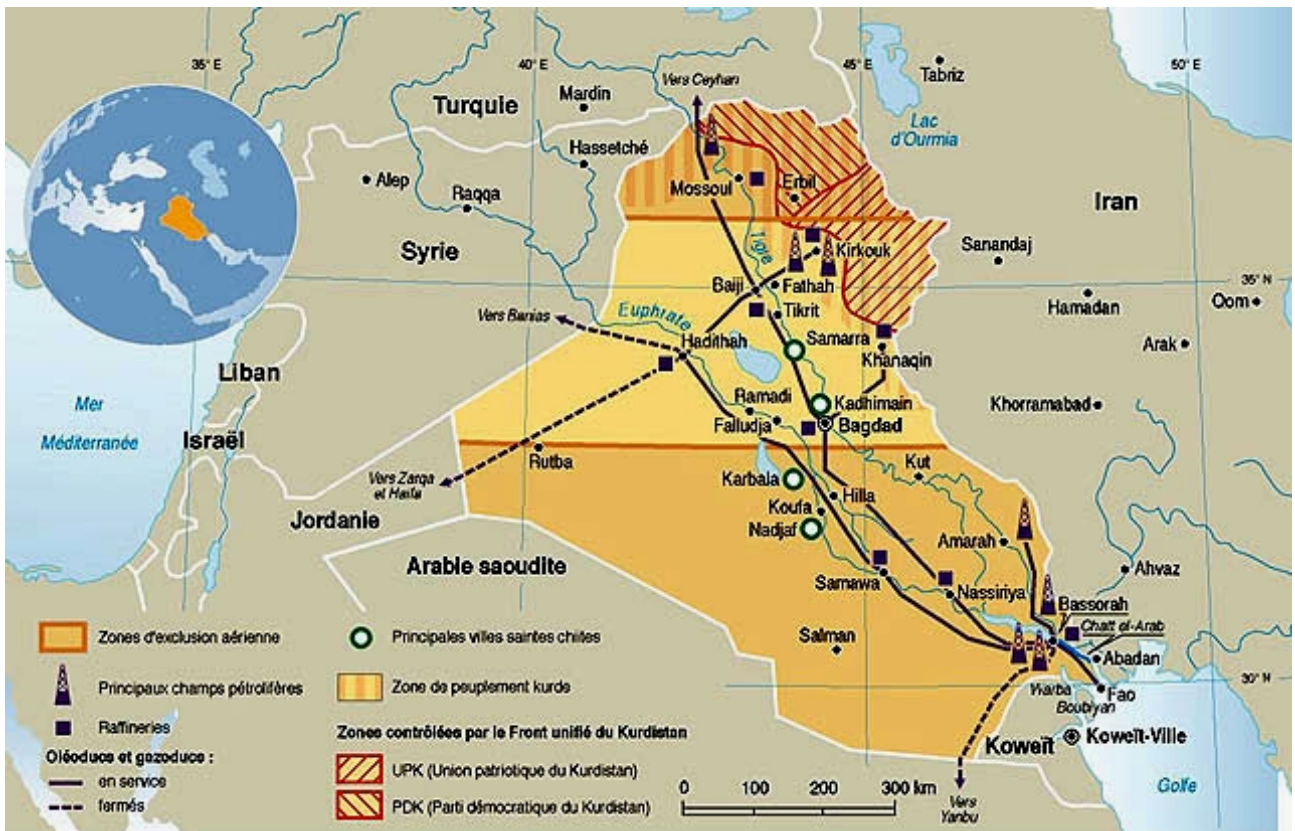 35° E
40° E
45° E
50° E
Vers Ceyhan
Tabriz
Mardin
Turquie
Lac
d'Ourmia
Hassetché
Alep
Mossoul
Erbil
Raqqa
Iran
Tigre
Syrie
Kirkouk
Sanandaj
35° N
Baiji
Fathah
Hamadan
Qom
Euphrate
Tikrit
Vers Banias
Samarra
Arak
Hadithah
Khanaqin
Liban
Mer
Méditerranée
Ramadi
Kadhimain
Khorramabad
Falludja
Bagdad
Israël
Rutba
Vers Zarqa
et Haïfa
Kut
Karbala
Hilla
Koufa
Jordanie
Nadjaf
Amarah
Arabie saoudite
Ahvaz
Samawa
Nassiriya
Bassorah
Chatt el-Arab
Zones d'exclusion aérienne
Principales villes saintes chiites
Salman
Abadan
30° N
Principaux champs pétrolifères
Zone de peuplement kurde
Warba
Boubiyan
Fao
Raffineries
Zones contrôlées par le Front unifié du Kurdistan
Koweït
Koweït-Ville
Oléoducs et gazoducs :
en service
UPK (Union patriotique du Kurdistan)
0 100 200 300 km
Golfe
fermés
PDK (Parti démocratique du Kurdistan)
Vers
Yanbu